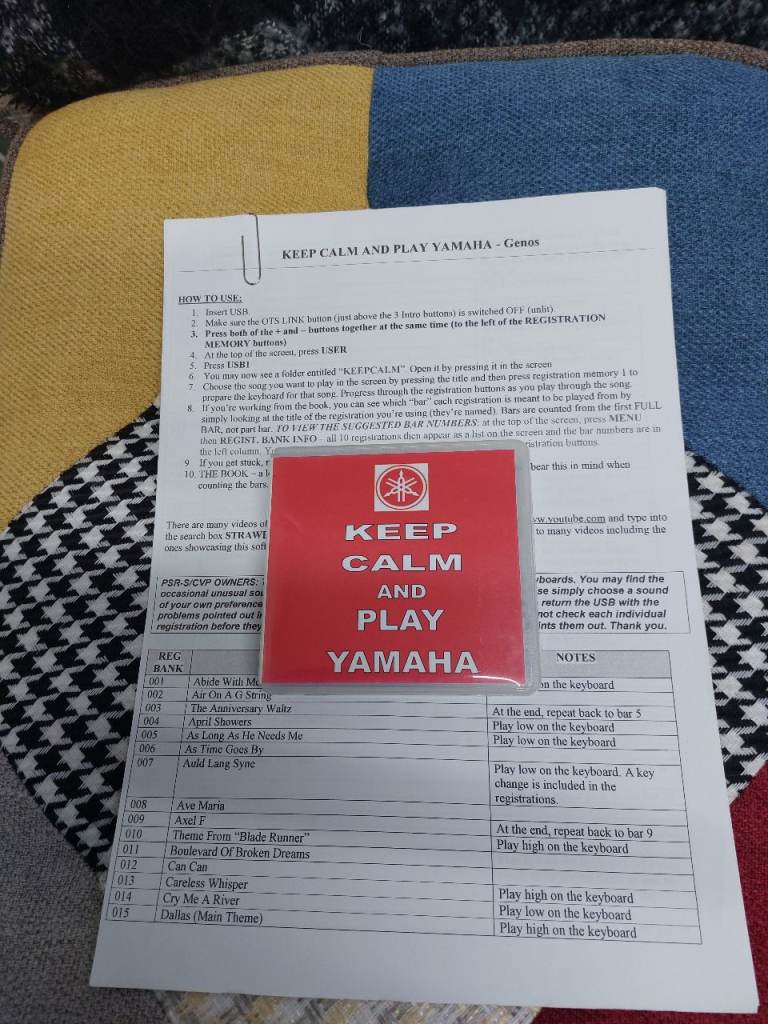 KEEP CALM AND PLAY YAMAHA - Genos
HOW TO USE:
1. Insert USB.
2. Make sure the OTS LINK button (just above the 3 Intro buttons) is switched OFF (unlit)
3. Press both of the + and – buttons together at the same time (to the left of the REGISTRATION
MEMORY buttons)
4. At the top of the screen, press USER
5. Press USB1
6. You may now see a folder entitled "KEEPCALM" Open it by pressing it in the screen
7. Choose the song you want to play in the screen by pressing the title and then press registration memory 1 to
prepare the keyboard for that song. Progress through the registration buttons as you play through the song.
8. If you're working from the book, you can see which "bar" each registration is meant to be played from by
simply looking at the title of the registration you're using (they're named). Bars are counted from the first FULL
BAR, not part bar. TO VIEW THE SUGGESTED BAR NUMBERS: at the top of the screen, press MENU
then REGIST. BANK INFO – all 10 registrations then appear as a list on the screen and the bar numbers are in
the left column. istration buttons.
9. If you get stuck, bear this in mind when
10. THE BOOK –
counting the bars.
There are many videos of www.youtube.com and type into
the search box to many videos including the
ones showcasing this
PSR-S/CVP OWNERS: boards. You may find the
occasional unusual se simply choose a sound
of your own preference return the USB with the
problems pointed out not check each individual
registration before they ints them out. Thank you.
KEEP
CALM
AND
PLAY
YAMAHA
REG
BANK NOTES
001 Abide With on the keyboard
002 Air On A G String
003 The Anniversary Waltz At the end, repeat back to bar 5
004 April Showers Play low on the keyboard
005 As Long As He Needs Me Play low on the keyboard
006 As Time Goes By
007 Auld Lang Syne Play low on the keyboard. A key
change is included in the
registrations.
008 Ave Maria
009 Axel F At the end, repeat back to bar 9
010 Theme From "Blade Runner" Play high on the keyboard
011 Boulevard Of Broken Dreams
012 Can Can
013 Careless Whisper Play high on the keyboard
014 Cry Me A River Play low on the keyboard
015 Dallas (Main Theme) Play high on the keyboard